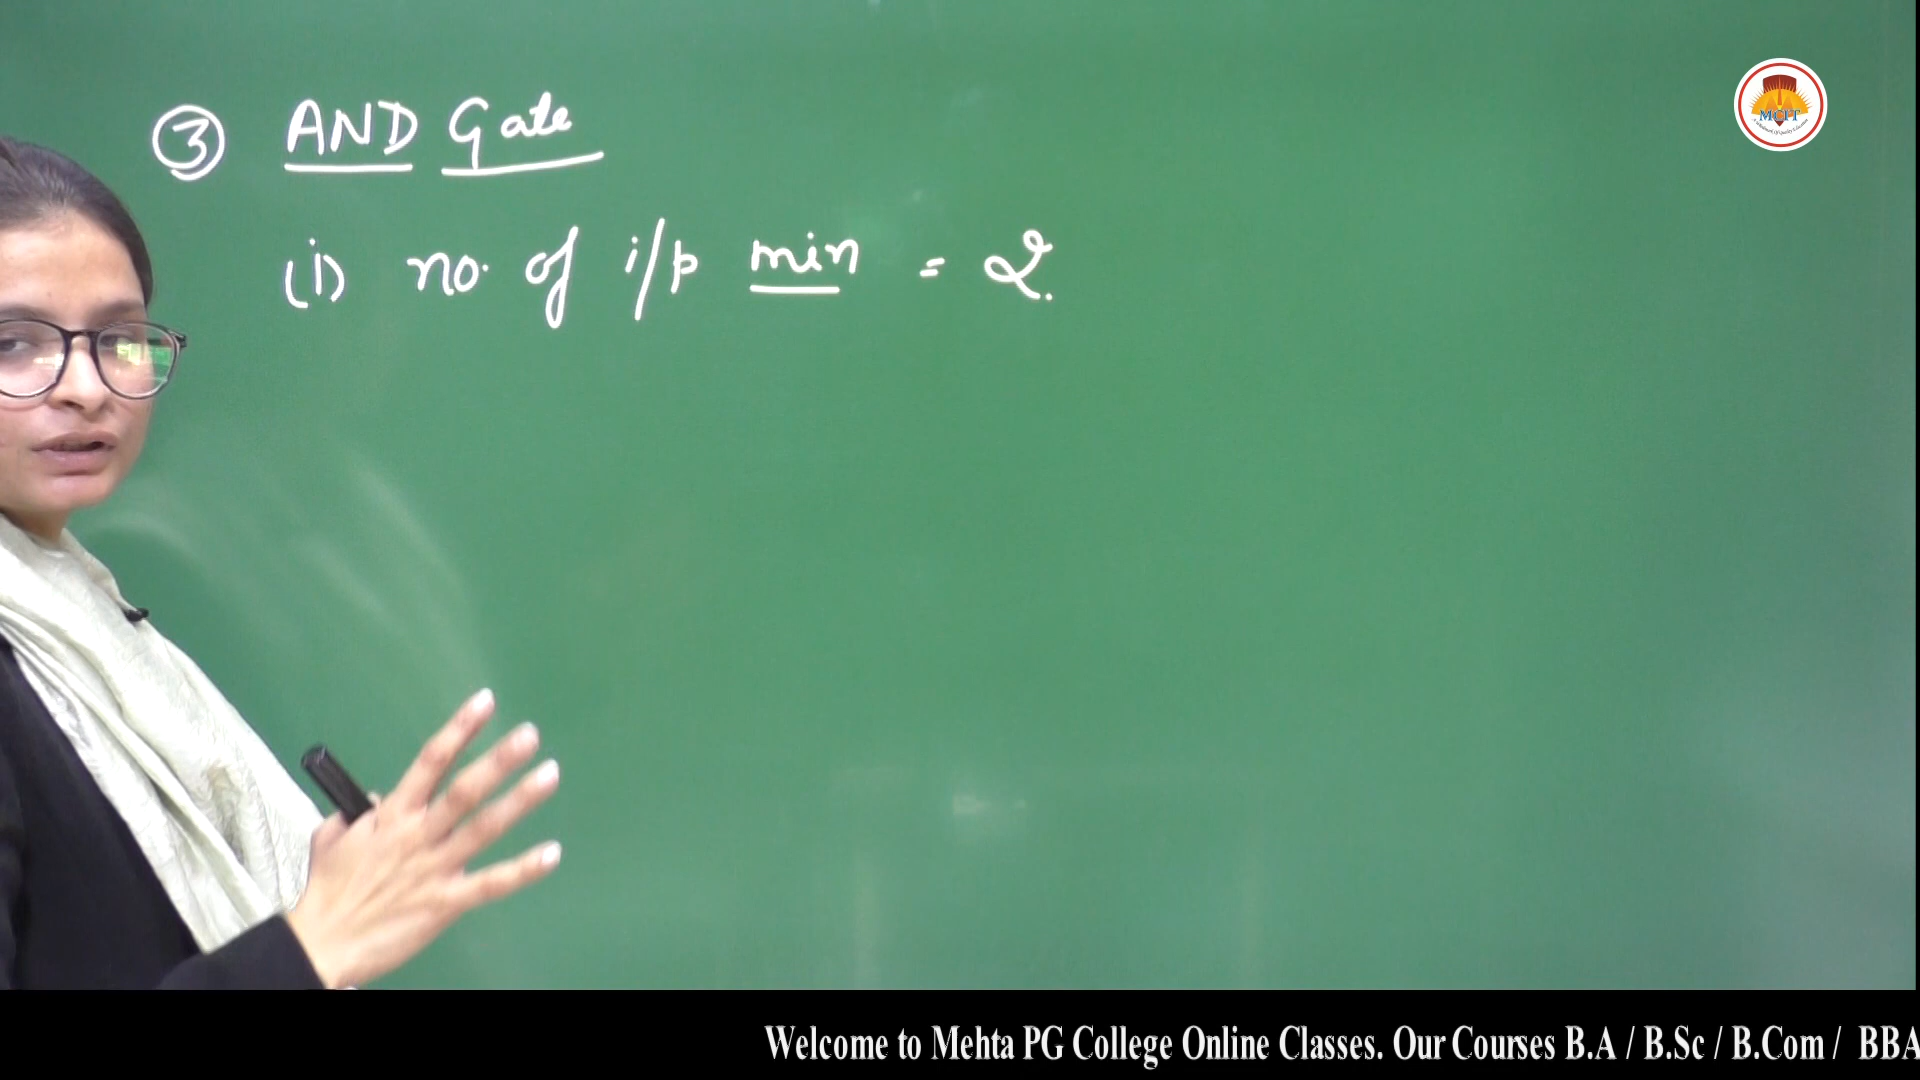 ③ AND Gate
(i) no. of i/p min = 2.
MCPT
Welcome to Mehta PG College Online Classes. Our Courses B.A / B.Sc / B.Com / BBA